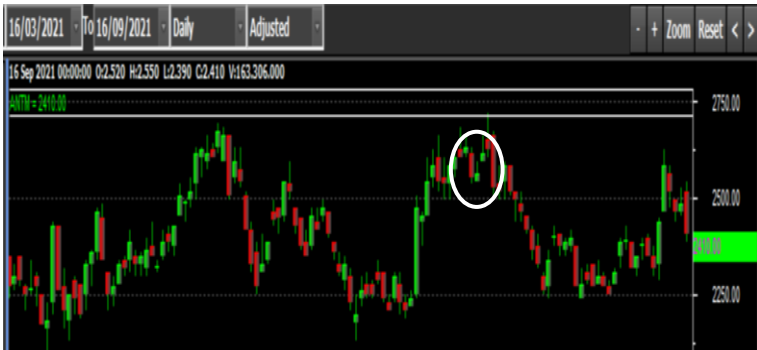 16/03/2021 To 16/09/2021 Daily Adjusted - + Zoom Reset < >
16 Sep 2021 00:00:00 O:2.520 H:2.550 L:2.390 C:2.410 V:163.306.000
ANTM = 2410.00
2750.00
2500.00
2410.00
2250.00